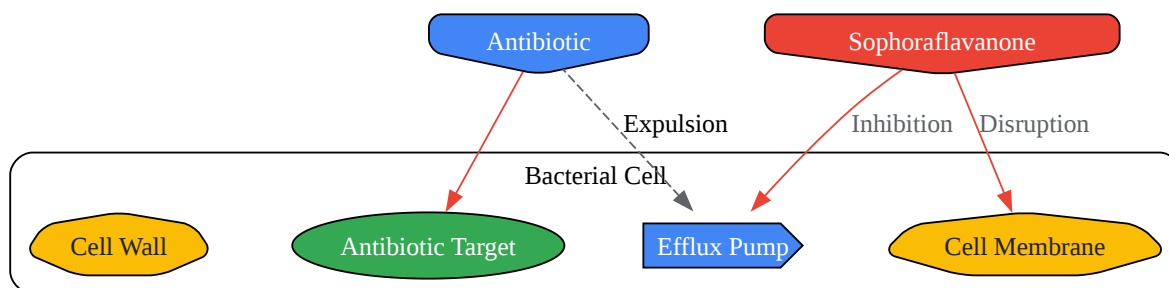 Antibiotic
Sophoraflavanone
Expulsion
Inhibition
Disruption
Bacterial Cell
Cell Wall
Antibiotic Target
Efflux Pump
Cell Membrane